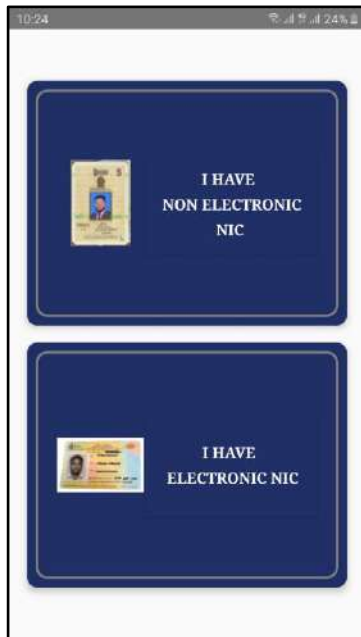 10:24
24%
I HAVE
NON ELECTRONIC
NIC
I HAVE
ELECTRONIC NIC